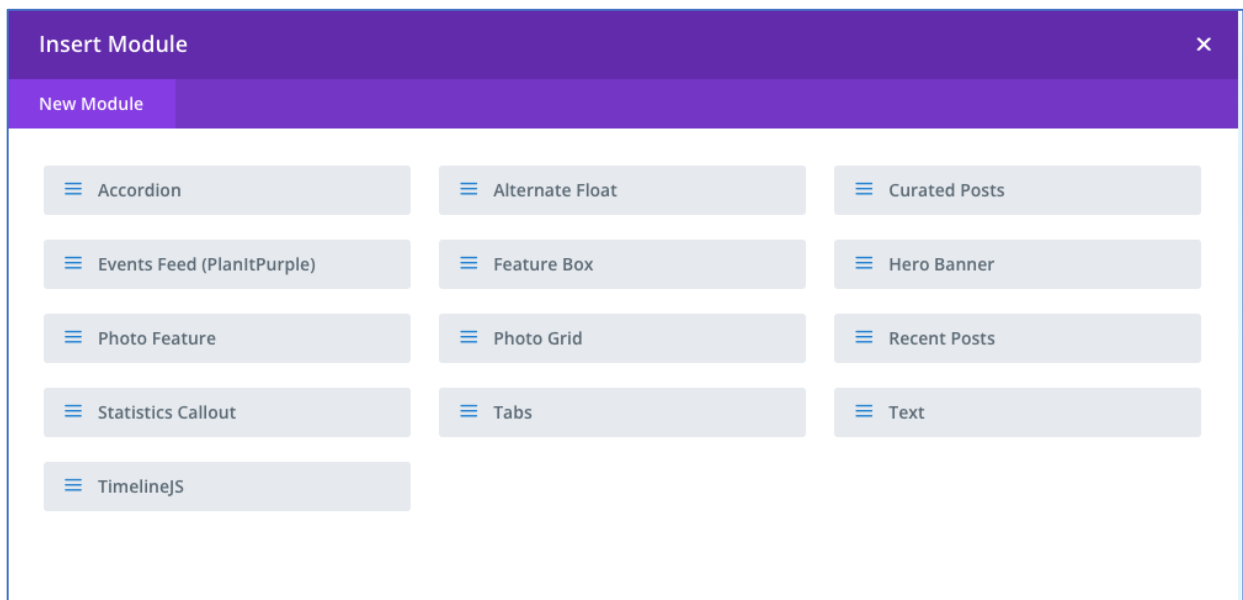 Insert Module
New Module
Accordion
Alternate Float
Curated Posts
Events Feed (PlanItPurple)
Feature Box
Hero Banner
Photo Feature
Photo Grid
Recent Posts
Statistics Callout
Tabs
Text
TimelineJS